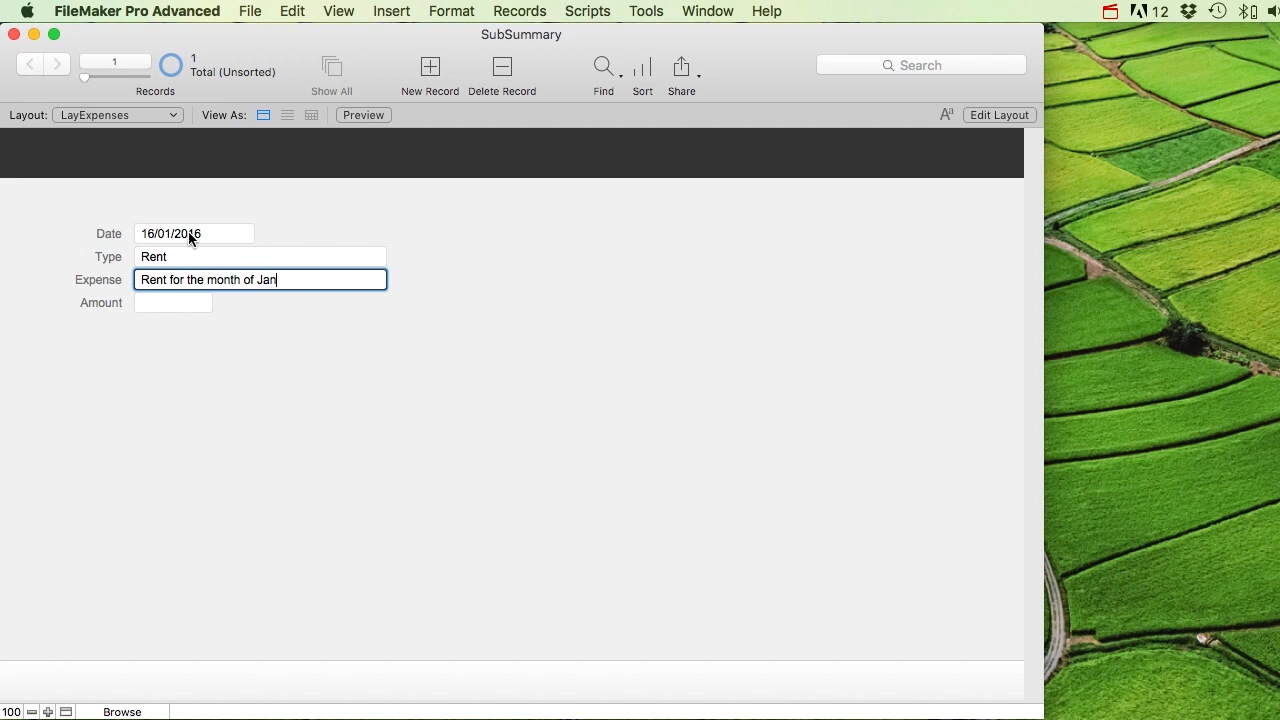 FileMaker Pro Advanced File Edit View Insert Format Records Scripts Tools Window Help 12
SubSummary
1 1
Total (Unsorted)
Records Show All New Record Delete Record Find Sort Share
Search
Layout: LayExpenses View As: Preview Aa Edit Layout
Date 16/01/2016
Type Rent
Expense Rent for the month of Jan
Amount
100 Browse